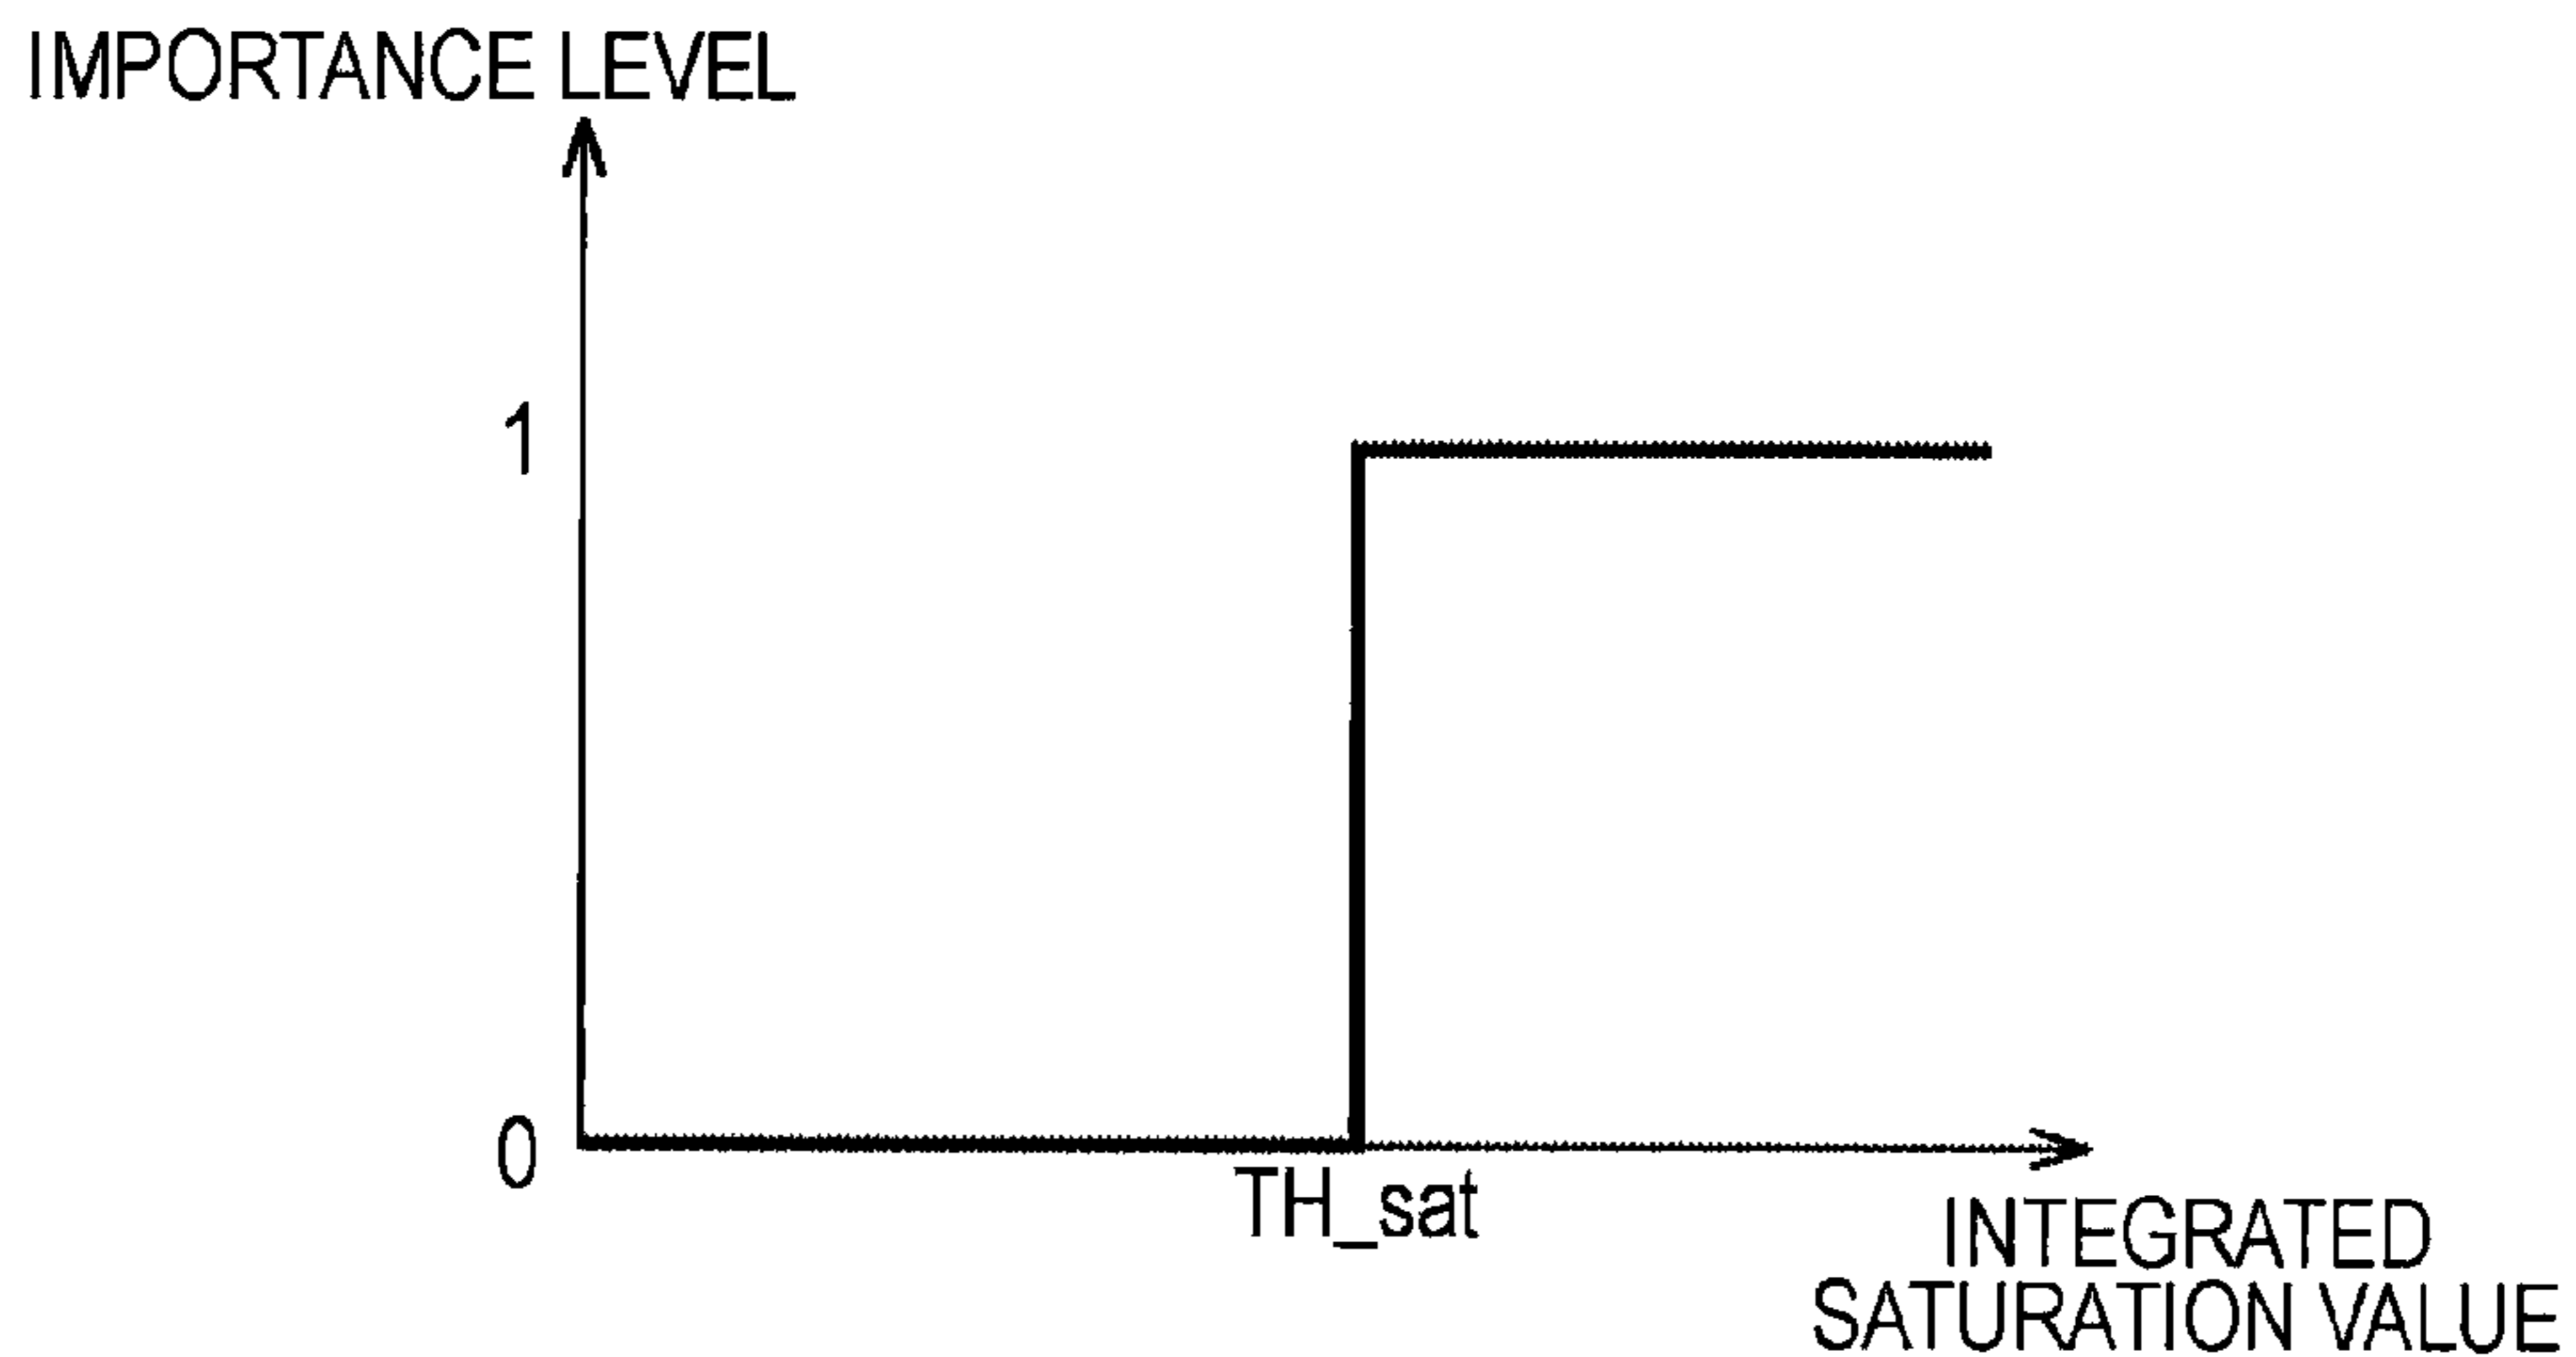 IMPORTANCE LEVEL
1
0
TH_sat
INTEGRATED
SATURATION VALUE